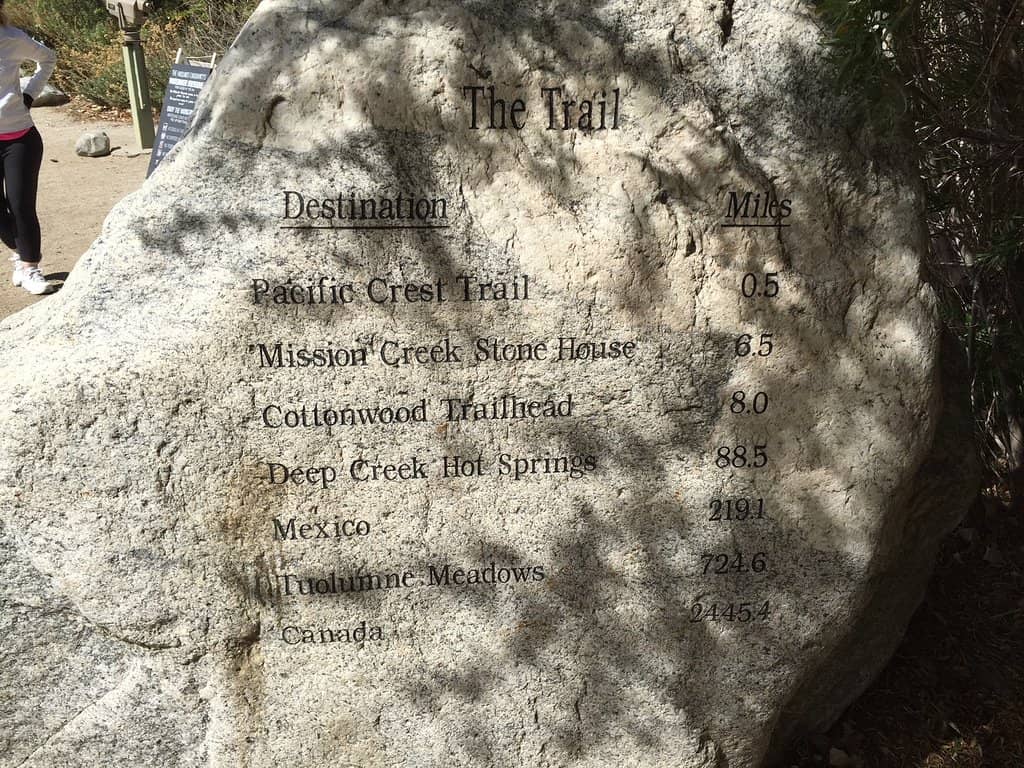 The Trail
Destination Miles
Pacific Crest Trail 0.5
Mission Creek Stone House 6.5
Cottonwood Trailhead 8.0
Deep Creek Hot Springs 88.5
Mexico 219.1
Tuolumne Meadows 724.6
Canada 2445.4